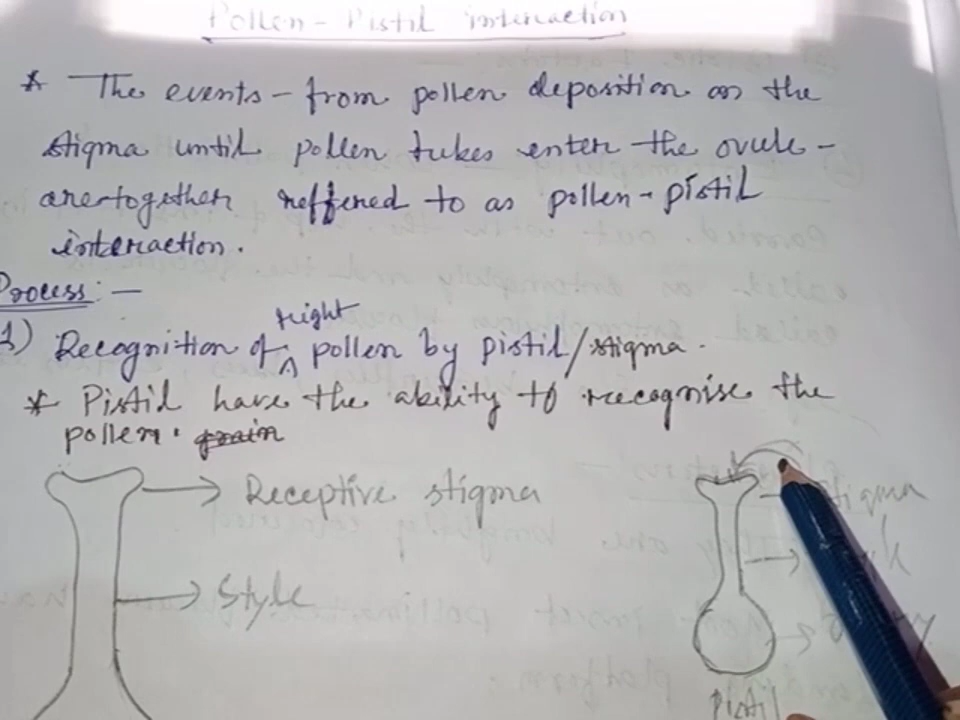 Pollen - Pistil interaction
* The events - from pollen deposition on the
stigma until pollen tubes enter the ovule -
are together reffered to as pollen - pistil
interaction.
Process: -
1) Recognition of right pollen by pistil/stigma.
* Pistil have the ability to recognise the
pollen.
Receptive stigma
Stigma
Style
Pistil